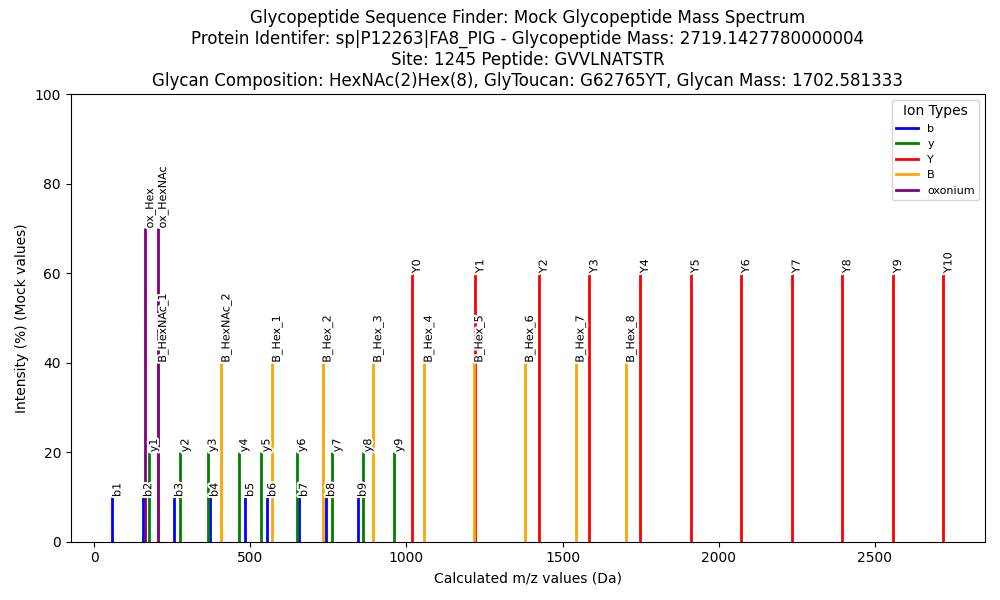 Glycopeptide Sequence Finder: Mock Glycopeptide Mass Spectrum
Protein Identifer: sp|P12263|FA8_PIG - Glycopeptide Mass: 2719.1427780000004
Site: 1245 Peptide: GVVLNATSTR
Glycan Composition: HexNAc(2)Hex(8), GlyToucan: G62765YT, Glycan Mass: 1702.581333
Ion Types
b
y
Y
B
oxonium
Intensity (%) (Mock values)
100
80
60
40
20
0
ox_Hex
ox_HexNAc
Y0
Y1
Y2
Y3
Y4
Y5
Y6
Y7
Y8
Y9
Y10
B_HexNAc_1
B_HexNAc_2
B_Hex_1
B_Hex_2
B_Hex_3
B_Hex_4
B_Hex_5
B_Hex_6
B_Hex_7
B_Hex_8
y1
y2
y3
y4
y5
y6
y7
y8
y9
b1
b2
b3
b4
b5
b6
b7
b8
b9
0
500
1000
1500
2000
2500
Calculated m/z values (Da)